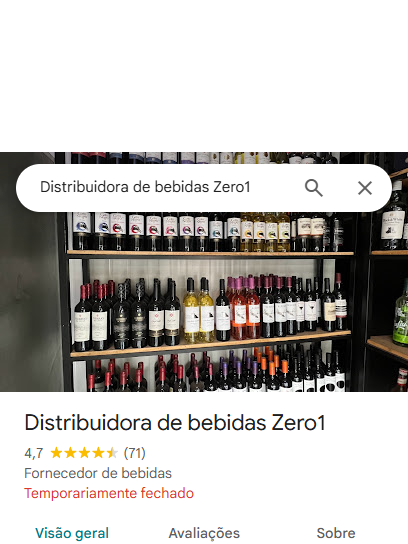 Distribuidora de bebidas Zero1
Distribuidora de bebidas Zero1
4,7 (71)
Fornecedor de bebidas
Temporariamente fechado
Visão geral Avaliações Sobre